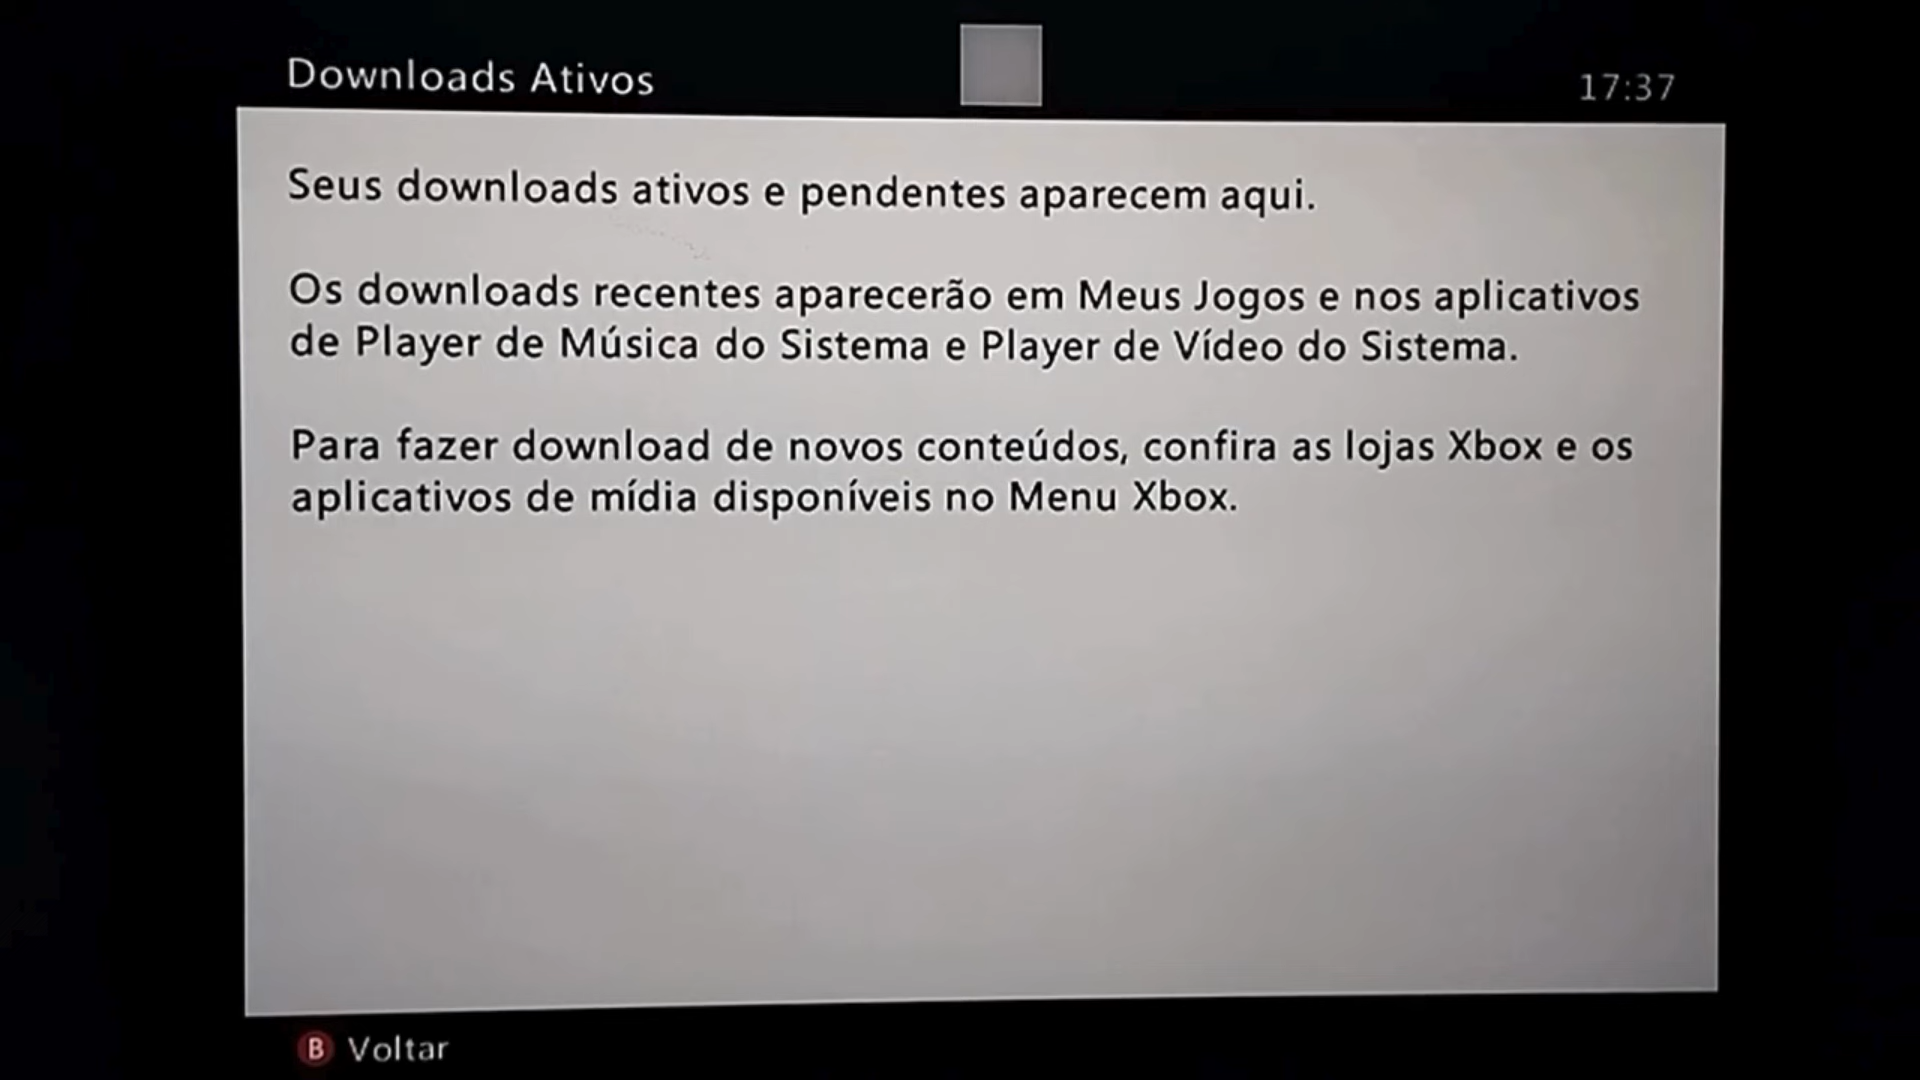 Downloads Ativos
17:37
Seus downloads ativos e pendentes aparecem aqui.
Os downloads recentes aparecerão em Meus Jogos e nos aplicativos
de Player de Música do Sistema e Player de Vídeo do Sistema.
Para fazer download de novos conteúdos, confira as lojas Xbox e os
aplicativos de mídia disponíveis no Menu Xbox.
B Voltar